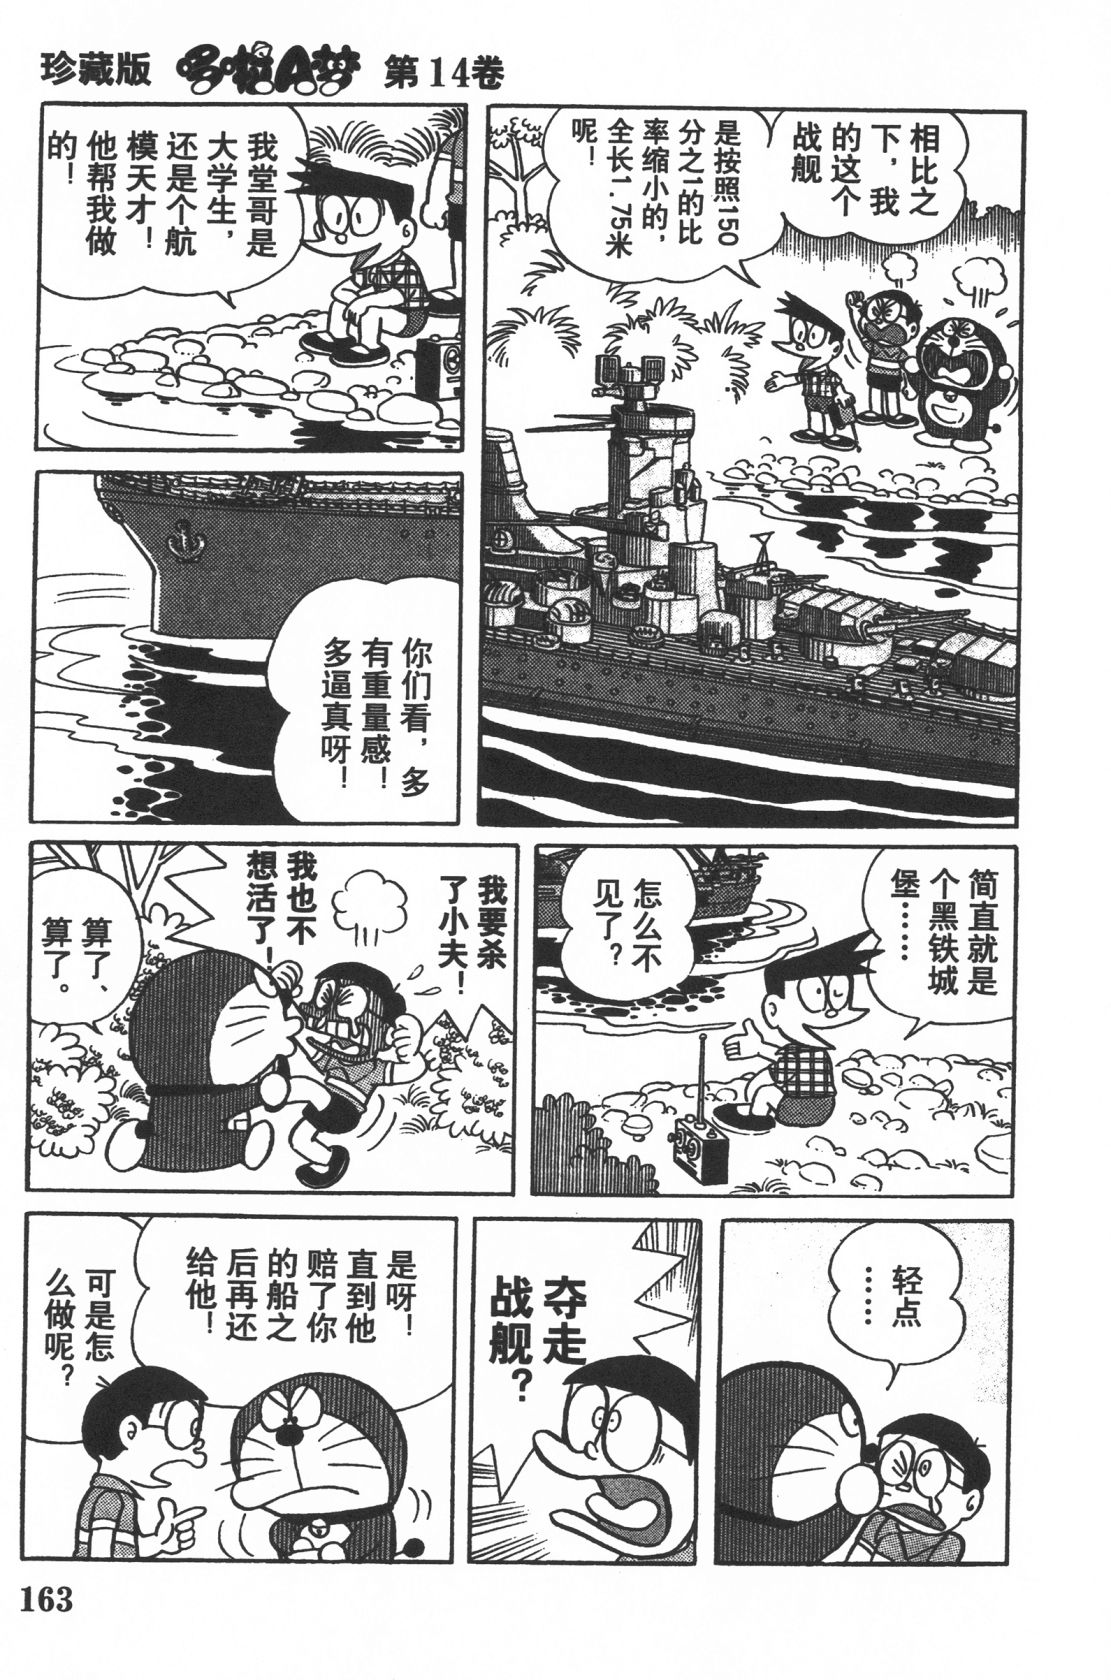 珍藏版 哆啦A梦 第14卷
相比之
下，我
的这个
战舰
是按照150
分之1的比
率缩小的，
全长1.75米
呢！
我堂哥是
大学生，
还是个航
模天才！
他帮我做
的！
你们看，多
有重量感！
多逼真呀！
简直就是
个黑铁城
堡……
怎么不
见了？
我要杀
了小夫！
我也不
想活了！
算了、
算了。
轻点
……
夺走
战舰？
是呀！
直到他
赔了你
的船之
后再还
给他！
可是怎
么做呢？
163